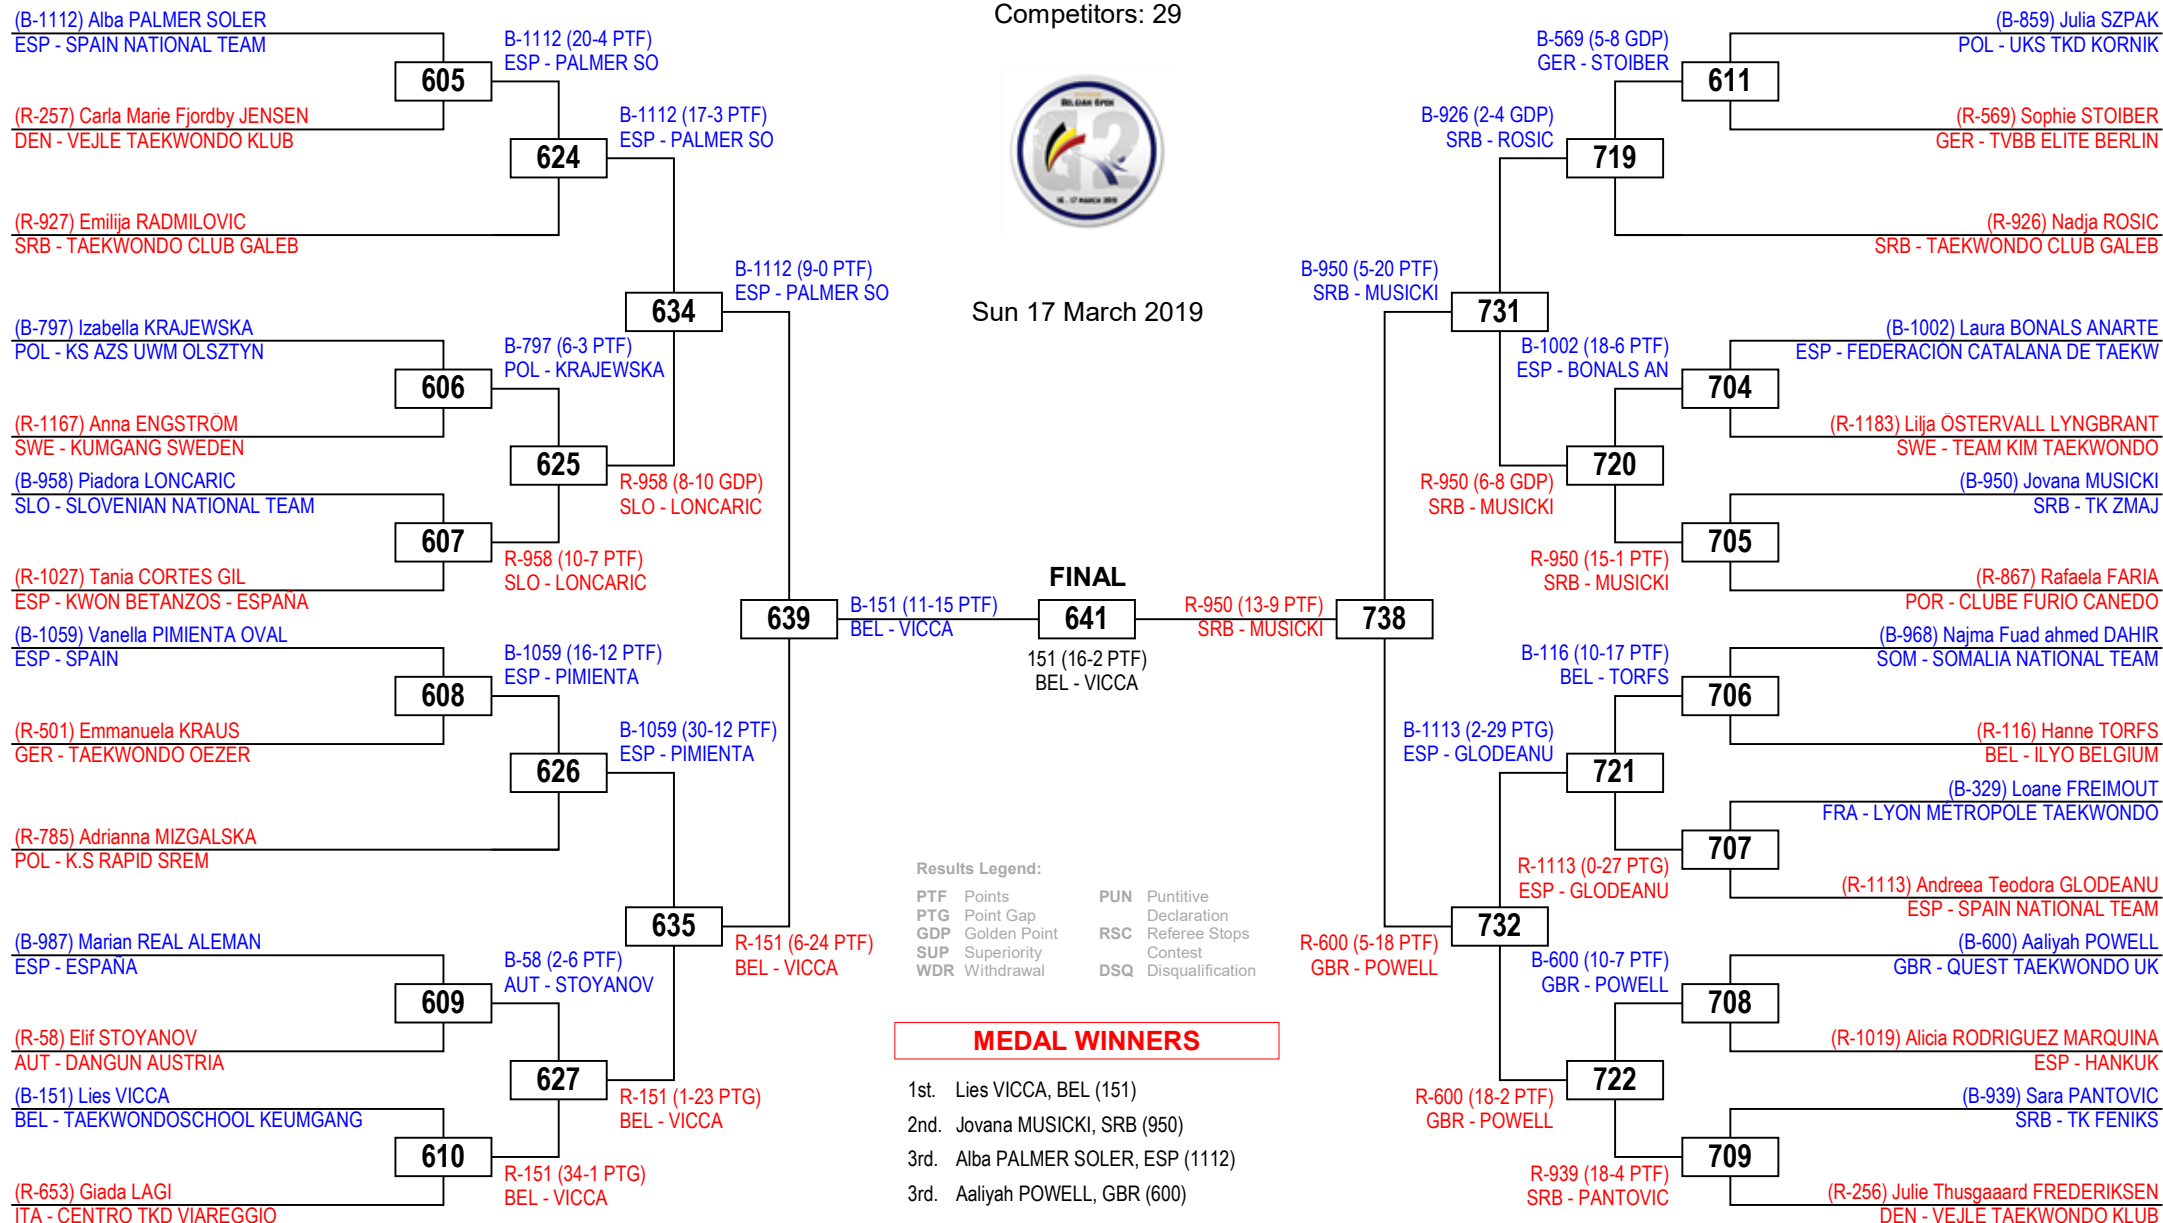 Competitors: 29
BELGIAN OPEN
G2
16 - 17 MARCH 2019
Sun 17 March 2019
(B-1112) Alba PALMER SOLER
ESP - SPAIN NATIONAL TEAM
605
(R-257) Carla Marie Fjordby JENSEN
DEN - VEJLE TAEKWONDO KLUB
B-1112 (20-4 PTF)
ESP - PALMER SO
624
(R-927) Emilija RADMILOVIC
SRB - TAEKWONDO CLUB GALEB
B-1112 (17-3 PTF)
ESP - PALMER SO
634
(B-797) Izabella KRAJEWSKA
POL - KS AZS UWM OLSZTYN
606
(R-1167) Anna ENGSTRÖM
SWE - KUMGANG SWEDEN
B-797 (6-3 PTF)
POL - KRAJEWSKA
625
(B-958) Piadora LONCARIC
SLO - SLOVENIAN NATIONAL TEAM
607
(R-1027) Tania CORTES GIL
ESP - KWON BETANZOS - ESPAÑA
R-958 (10-7 PTF)
SLO - LONCARIC
R-958 (8-10 GDP)
SLO - LONCARIC
B-1112 (9-0 PTF)
ESP - PALMER SO
639
(B-1059) Vanella PIMIENTA OVAL
ESP - SPAIN
608
(R-501) Emmanuela KRAUS
GER - TAEKWONDO OEZER
B-1059 (16-12 PTF)
ESP - PIMIENTA
626
(R-785) Adrianna MIZGALSKA
POL - K.S RAPID SREM
B-1059 (30-12 PTF)
ESP - PIMIENTA
635
(B-987) Marian REAL ALEMAN
ESP - ESPAÑA
609
(R-58) Elif STOYANOV
AUT - DANGUN AUSTRIA
B-58 (2-6 PTF)
AUT - STOYANOV
627
(B-151) Lies VICCA
BEL - TAEKWONDOSCHOOL KEUMGANG
610
(R-653) Giada LAGI
ITA - CENTRO TKD VIAREGGIO
R-151 (34-1 PTG)
BEL - VICCA
R-151 (1-23 PTG)
BEL - VICCA
R-151 (6-24 PTF)
BEL - VICCA
B-151 (11-15 PTF)
BEL - VICCA
FINAL
641
151 (16-2 PTF)
BEL - VICCA
R-950 (13-9 PTF)
SRB - MUSICKI
738
B-950 (5-20 PTF)
SRB - MUSICKI
731
B-926 (2-4 GDP)
SRB - ROSIC
719
B-569 (5-8 GDP)
GER - STOIBER
611
(B-859) Julia SZPAK
POL - UKS TKD KORNIK
(R-569) Sophie STOIBER
GER - TVBB ELITE BERLIN
(R-926) Nadja ROSIC
SRB - TAEKWONDO CLUB GALEB
B-1002 (18-6 PTF)
ESP - BONALS AN
704
(B-1002) Laura BONALS ANARTE
ESP - FEDERACIÓN CATALANA DE TAEKW
(R-1183) Lilja ÖSTERVALL LYNGBRANT
SWE - TEAM KIM TAEKWONDO
R-950 (6-8 GDP)
SRB - MUSICKI
720
R-950 (15-1 PTF)
SRB - MUSICKI
705
(B-950) Jovana MUSICKI
SRB - TK ZMAJ
(R-867) Rafaela FARIA
POR - CLUBE FURIO CANEDO
B-116 (10-17 PTF)
BEL - TORFS
706
(B-968) Najma Fuad ahmed DAHIR
SOM - SOMALIA NATIONAL TEAM
(R-116) Hanne TORFS
BEL - ILYO BELGIUM
B-1113 (2-29 PTG)
ESP - GLODEANU
721
R-1113 (0-27 PTG)
ESP - GLODEANU
707
(B-329) Loane FREIMOUT
FRA - LYON MÉTROPOLE TAEKWONDO
(R-1113) Andreea Teodora GLODEANU
ESP - SPAIN NATIONAL TEAM
R-600 (5-18 PTF)
GBR - POWELL
732
B-600 (10-7 PTF)
GBR - POWELL
708
(B-600) Aaliyah POWELL
GBR - QUEST TAEKWONDO UK
(R-1019) Alicia RODRIGUEZ MARQUINA
ESP - HANKUK
R-600 (18-2 PTF)
GBR - POWELL
722
R-939 (18-4 PTF)
SRB - PANTOVIC
709
(B-939) Sara PANTOVIC
SRB - TK FENIKS
(R-256) Julie Thusgaaard FREDERIKSEN
DEN - VEJLE TAEKWONDO KLUB
Results Legend:
PTF Points PUN Puntitive
PTG Point Gap Declaration
GDP Golden Point RSC Referee Stops
SUP Superiority Contest
WDR Withdrawal DSQ Disqualification
MEDAL WINNERS
1st. Lies VICCA, BEL (151)
2nd. Jovana MUSICKI, SRB (950)
3rd. Alba PALMER SOLER, ESP (1112)
3rd. Aaliyah POWELL, GBR (600)